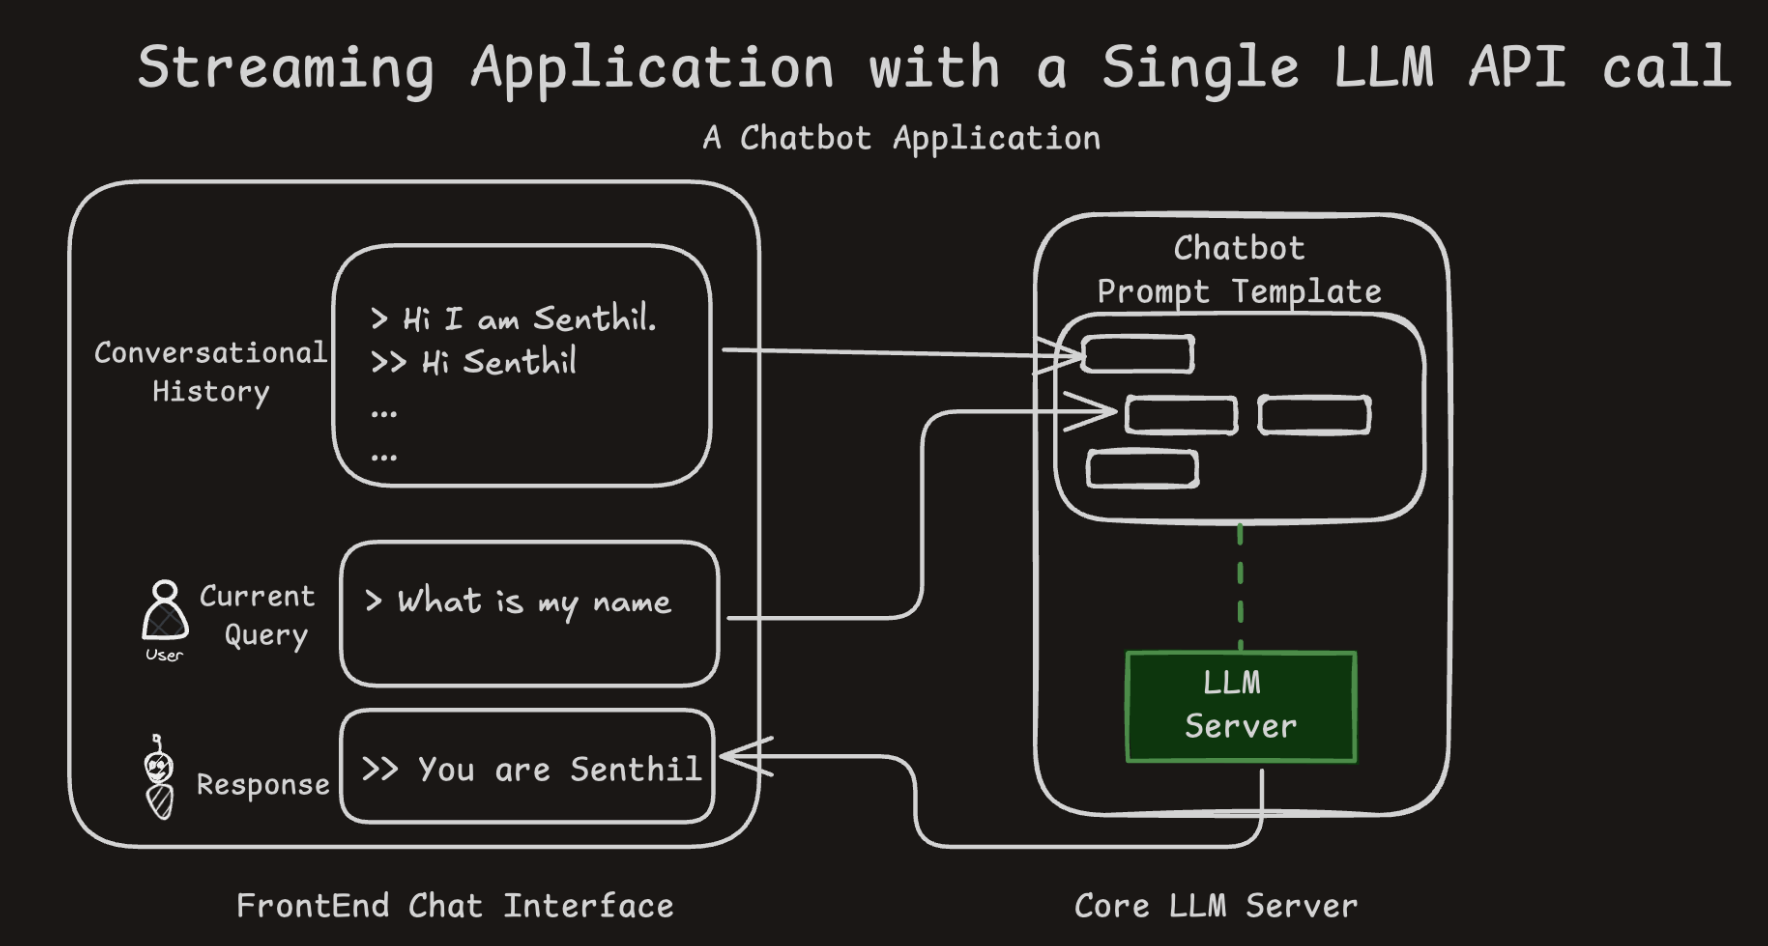 Streaming Application with a Single LLM API call
A Chatbot Application
Conversational
History
> Hi I am Senthil.
>> Hi Senthil
...
...
User
Current
Query
> What is my name
Response
>> You are Senthil
FrontEnd Chat Interface
Chatbot
Prompt Template
LLM
Server
Core LLM Server